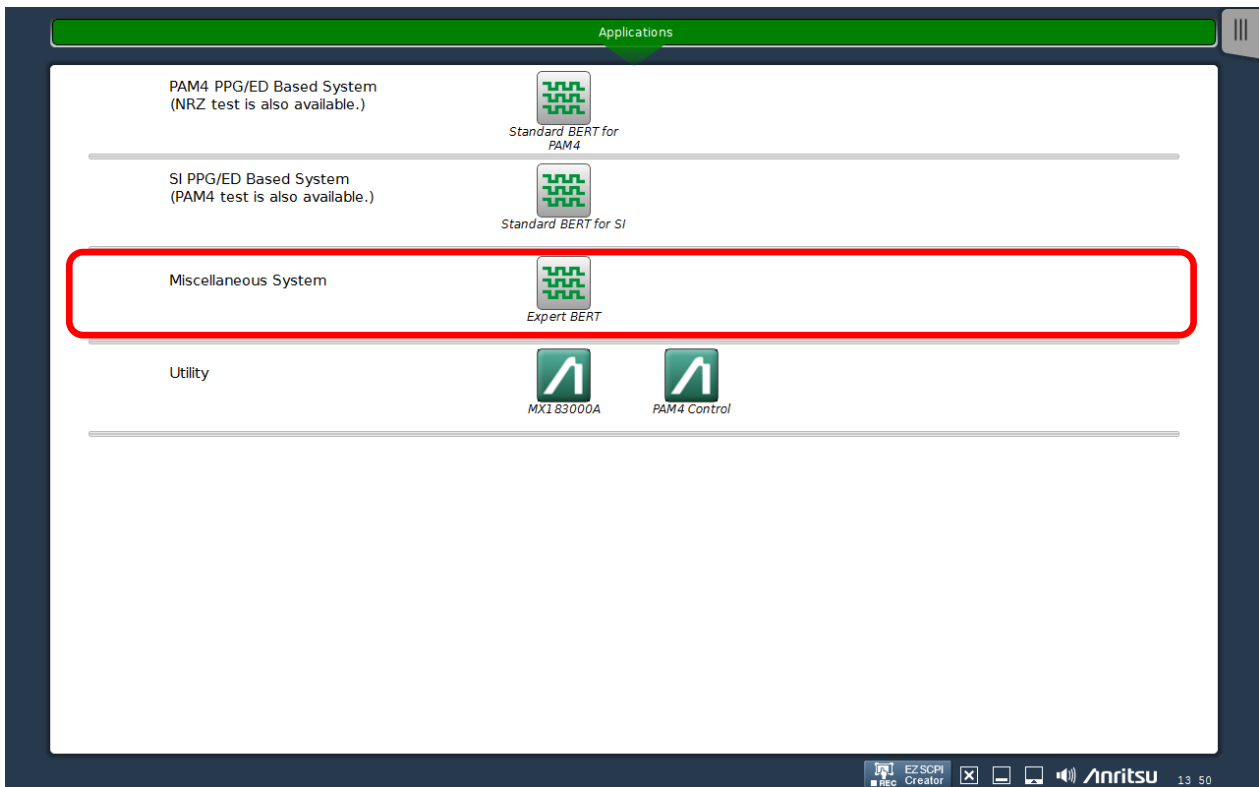 Applications
PAM4 PPG/ED Based System
(NRZ test is also available.)
Standard BERT for
PAM4
SI PPG/ED Based System
(PAM4 test is also available.)
Standard BERT for SI
Miscellaneous System
Expert BERT
Utility
MX183000A
PAM4 Control
REC
EZSCPI
Creator
Anritsu
13 50